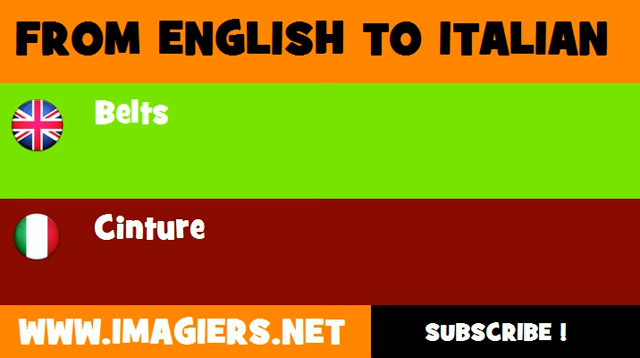 FROM ENGLISH TO ITALIAN
Belts
Cinture
WWW.IMAGIERS.NET
SUBSCRIBE !